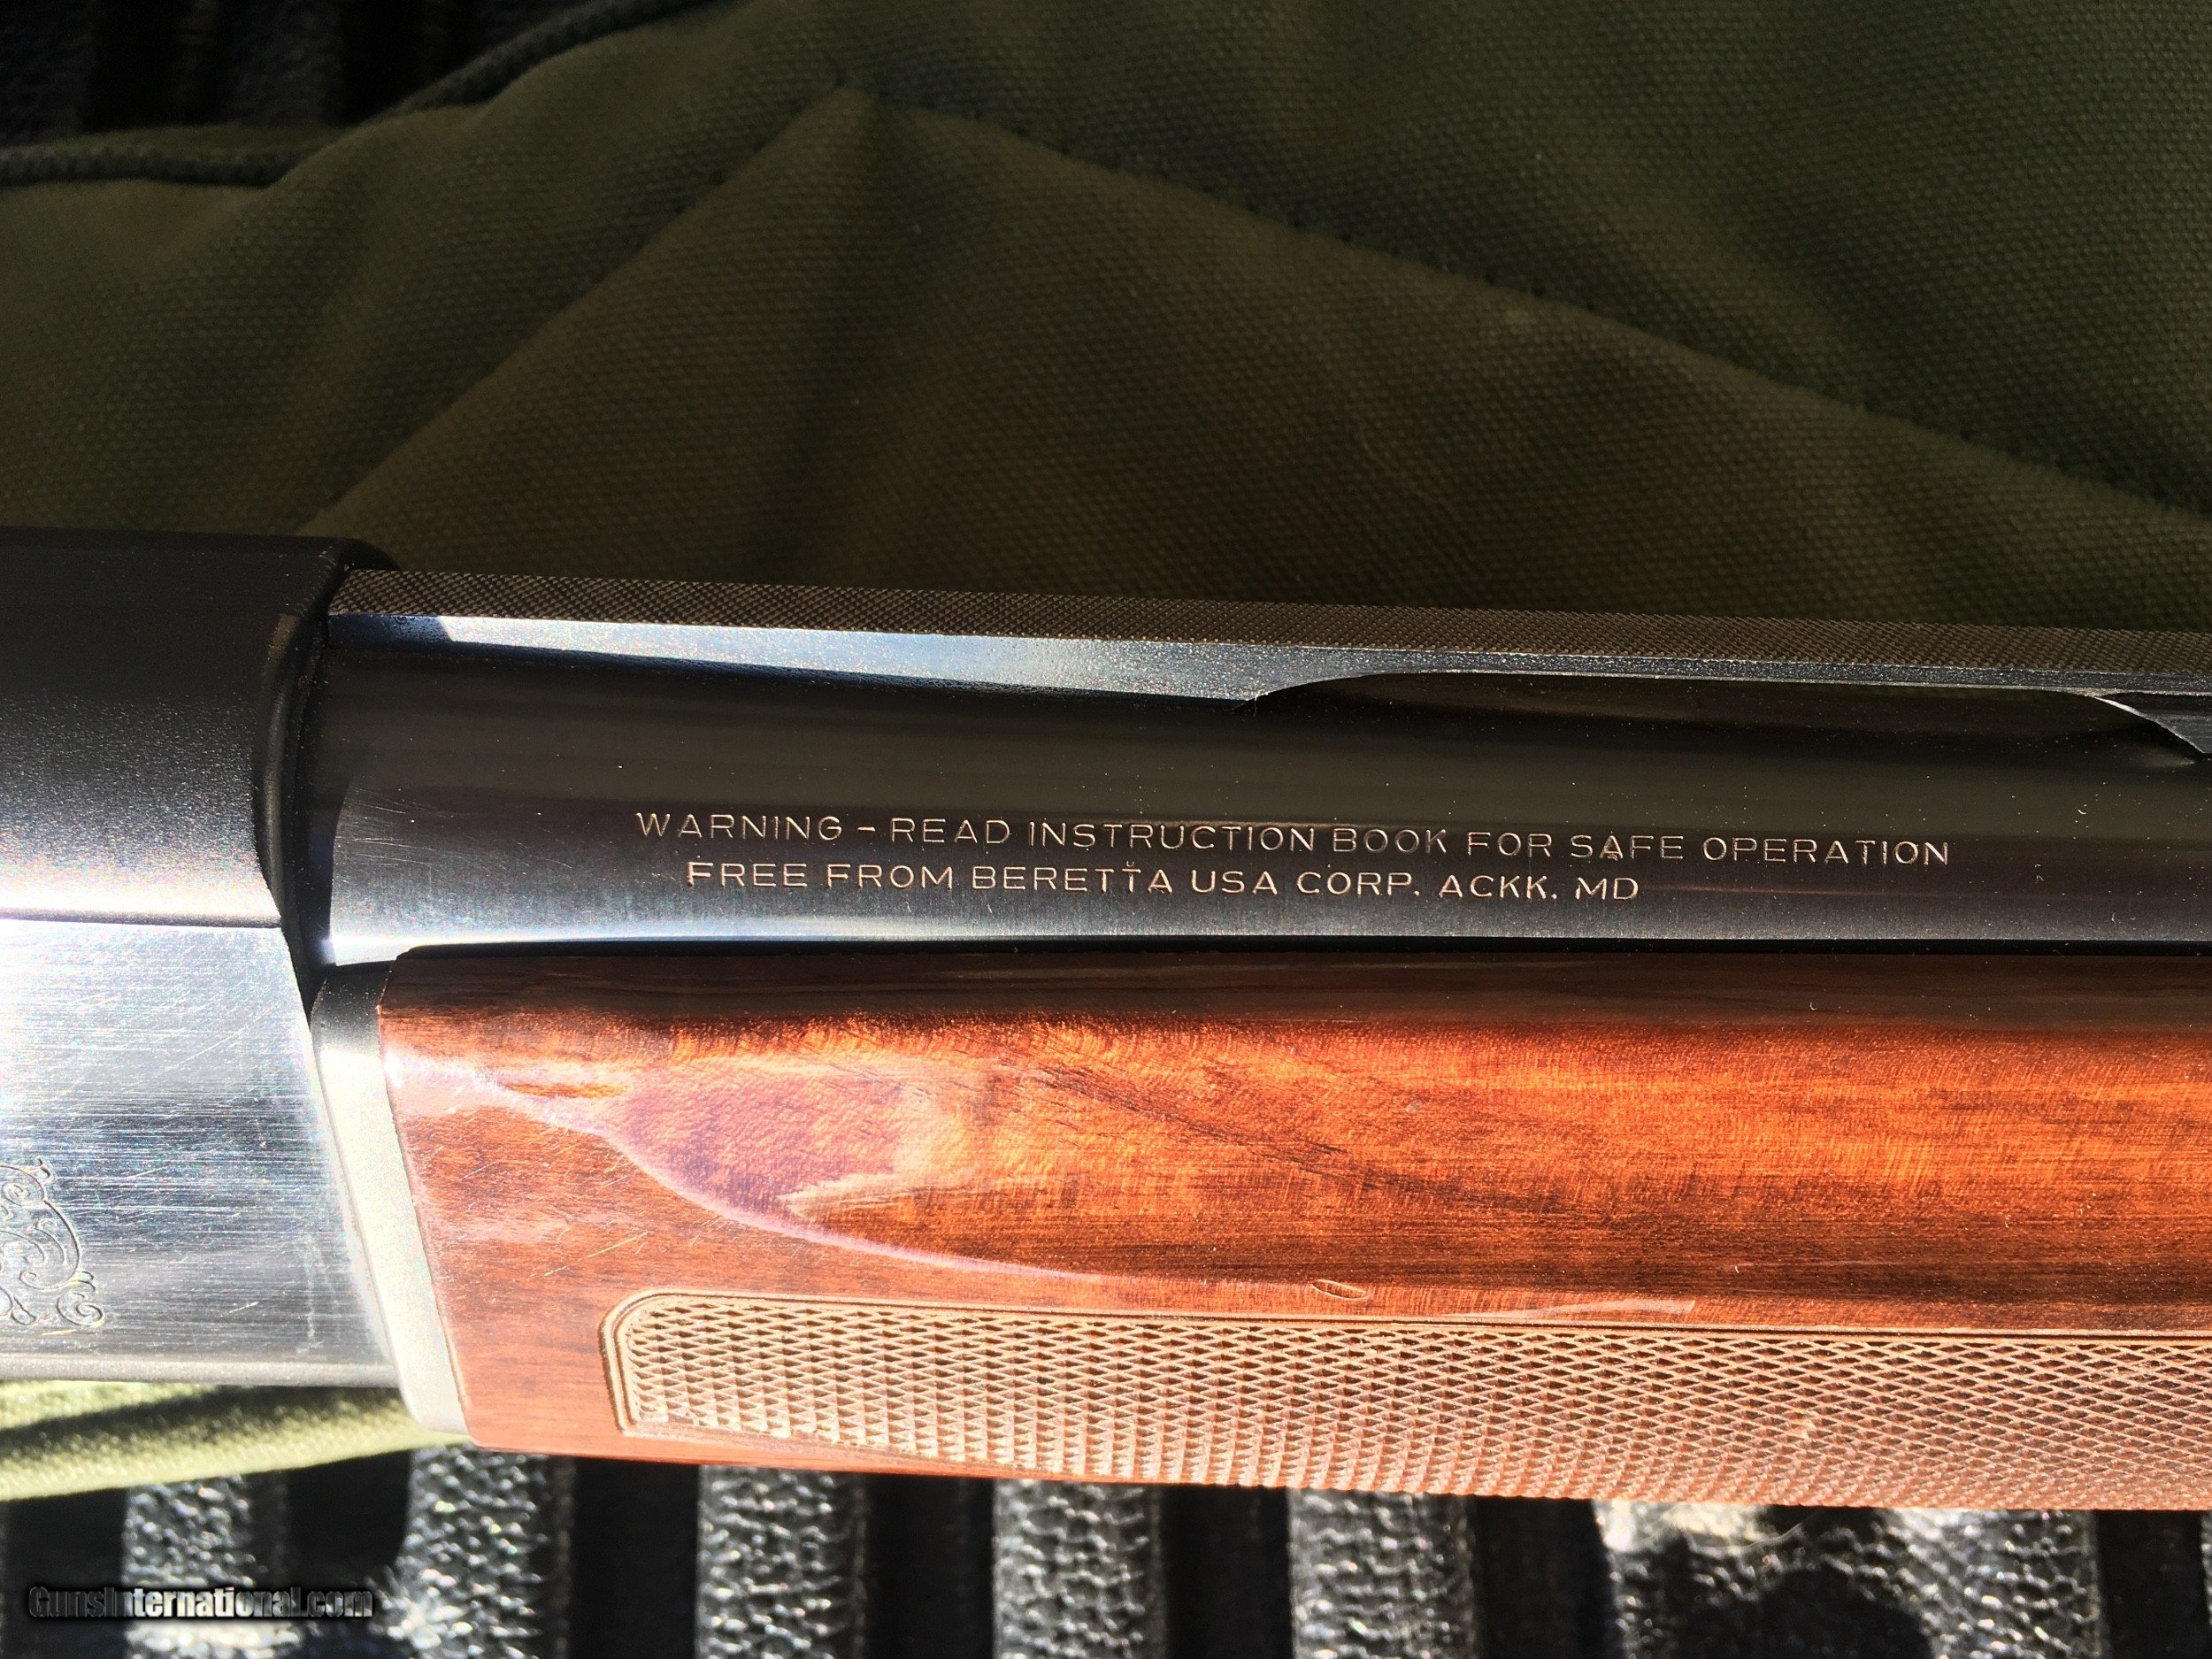 WARNING – READ INSTRUCTION BOOK FOR SAFE OPERATION
FREE FROM BERETTA USA CORP. ACKK. MD
GunsInternational.com